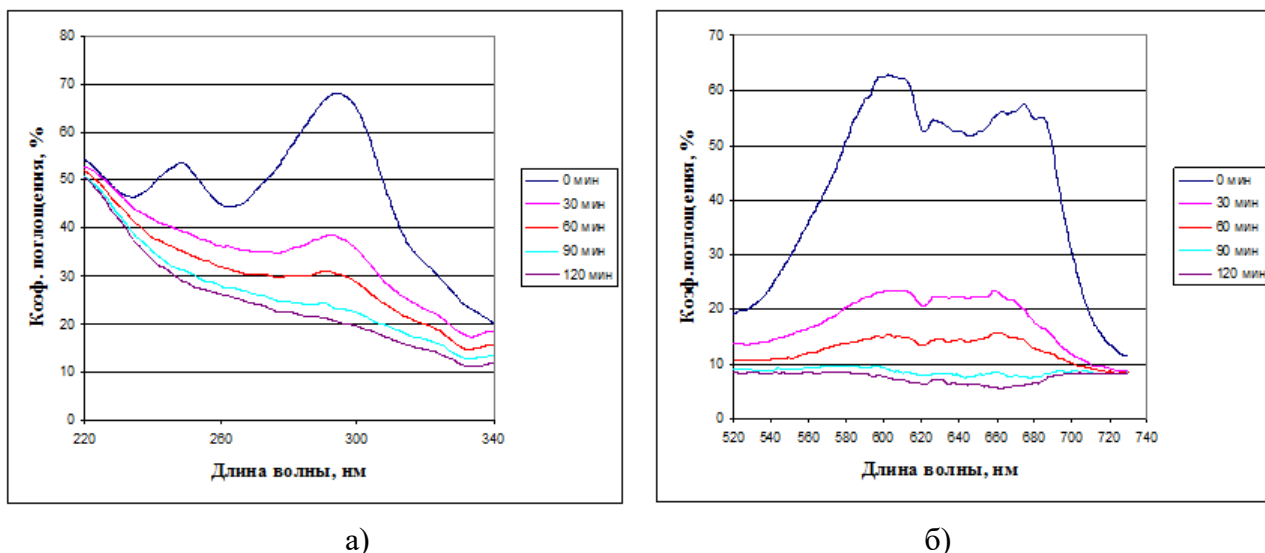 80
70
60
50
40
30
20
10
0
220 260 300 340
Коэф. поглощения, %
Длина волны, нм
0 мин
30 мин
60 мин
90 мин
120 мин
а)
70
60
50
40
30
20
10
0
520 540 560 580 600 620 640 660 680 700 720 740
Коэф.поглощения, %
Длина волны, нм
0 мин
30 мин
60 мин
90 мин
120 мин
б)